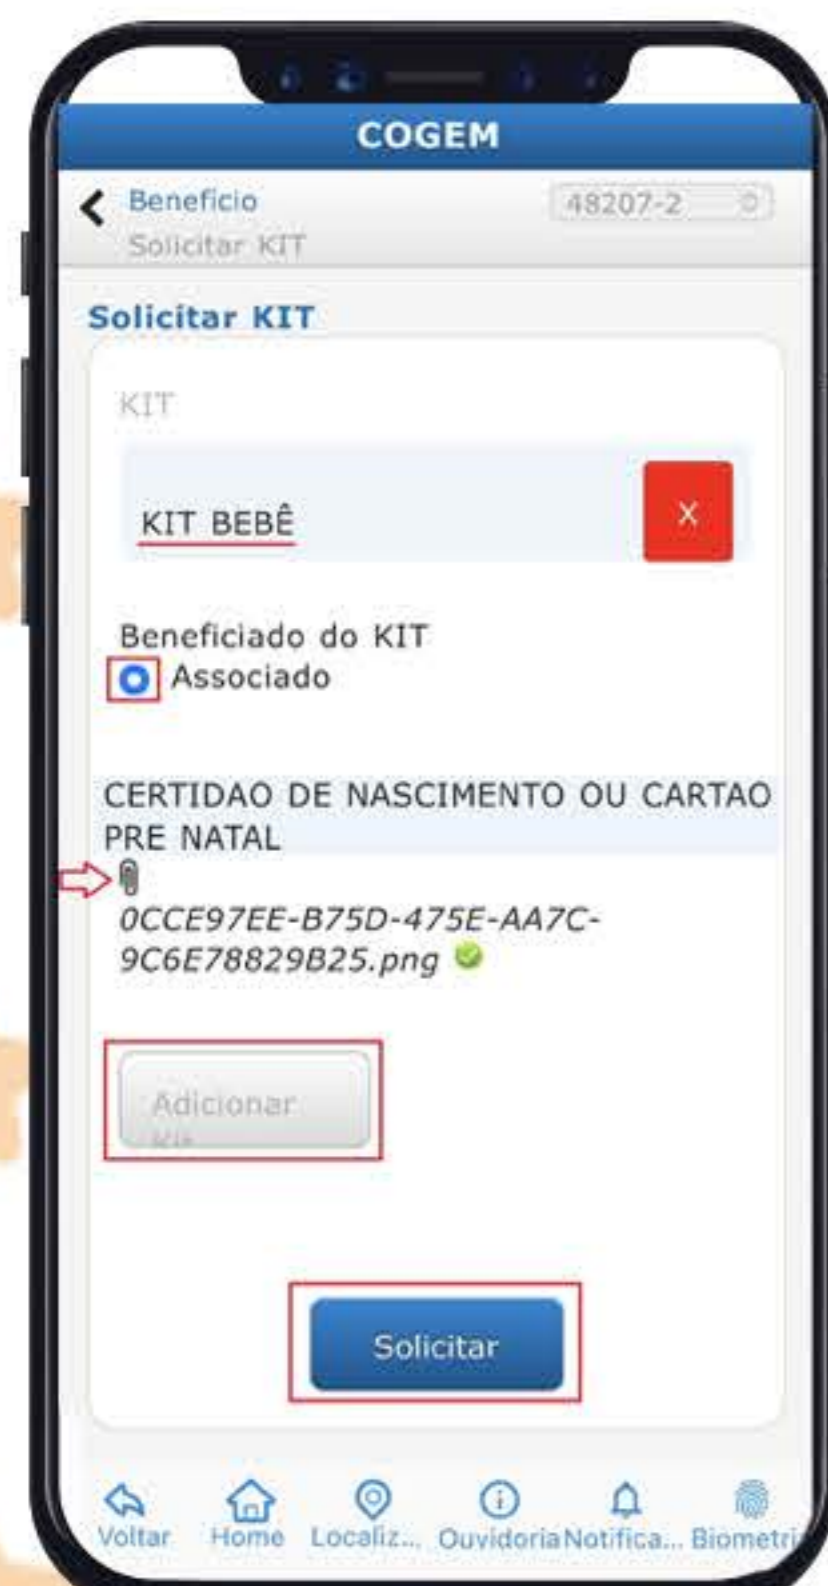 COGEM
Beneficio
48207-2
Solicitar KIT
Solicitar KIT
KIT
KIT BEBÊ
X
Beneficiado do KIT
Associado
CERTIDAO DE NASCIMENTO OU CARTAO
PRE NATAL
0CCE97EE-B75D-475E-AA7C-
9C6E78829B25.png
Adicionar
Solicitar
Voltar Home Localiz... Ouvidoria Notifica... Biometri